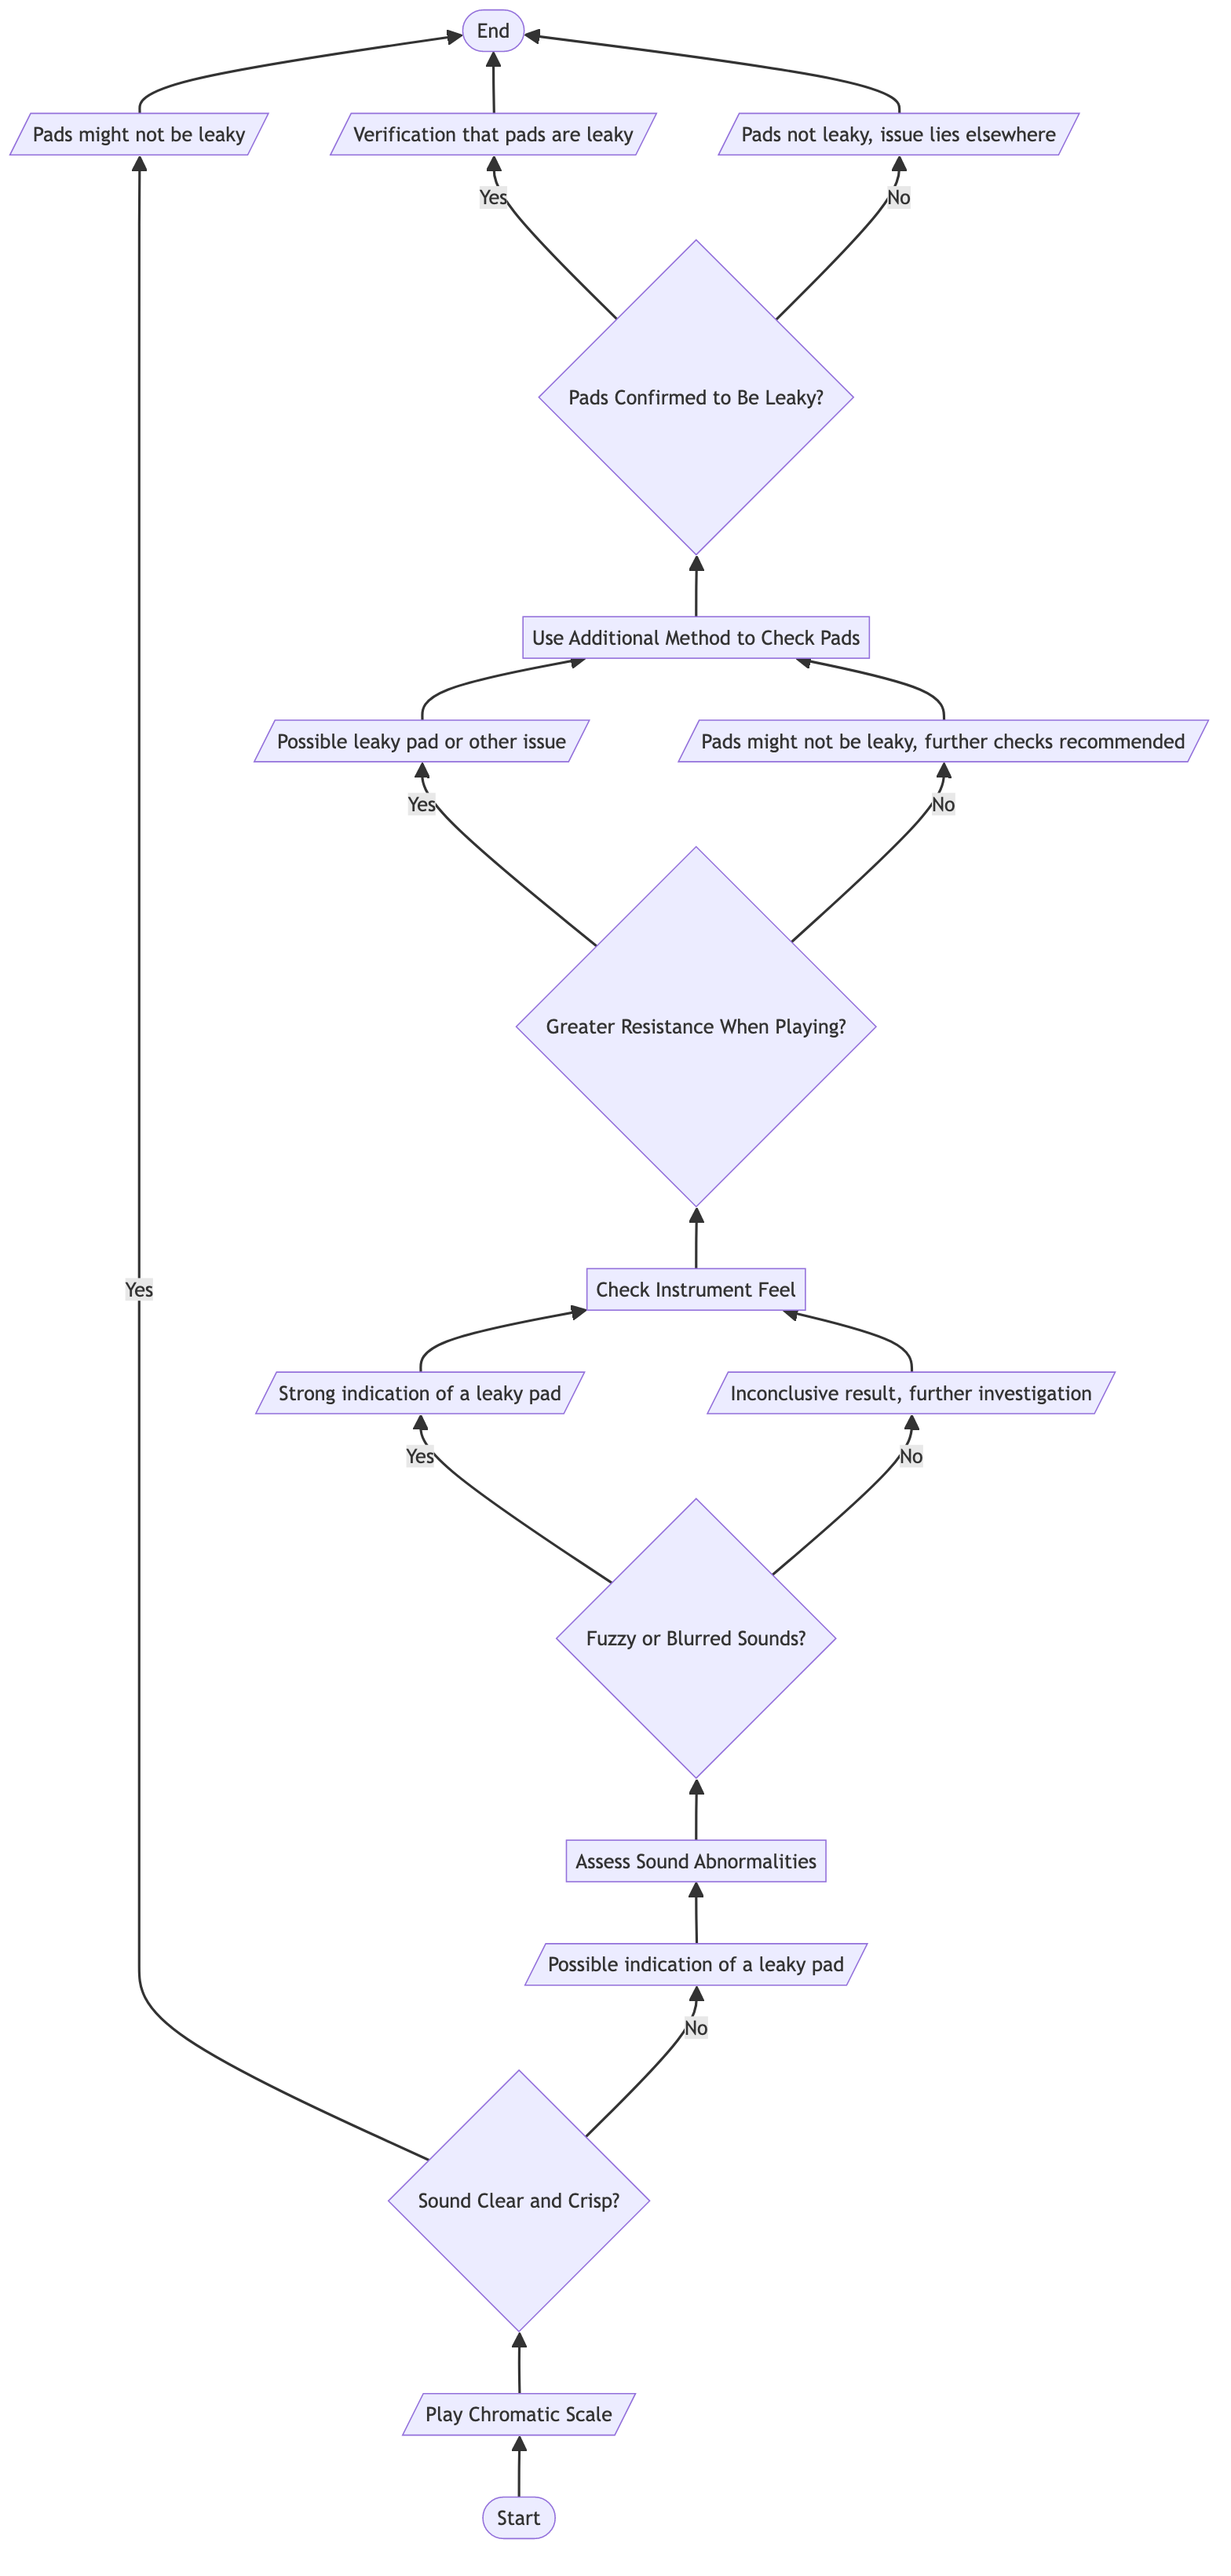 End
Pads might not be leaky
Verification that pads are leaky
Pads not leaky, issue lies elsewhere
Yes
No
Pads Confirmed to Be Leaky?
Use Additional Method to Check Pads
Possible leaky pad or other issue
Pads might not be leaky, further checks recommended
Yes
No
Greater Resistance When Playing?
Yes
Check Instrument Feel
Strong indication of a leaky pad
Inconclusive result, further investigation
Yes
No
Fuzzy or Blurred Sounds?
Assess Sound Abnormalities
Possible indication of a leaky pad
No
Sound Clear and Crisp?
Play Chromatic Scale
Start